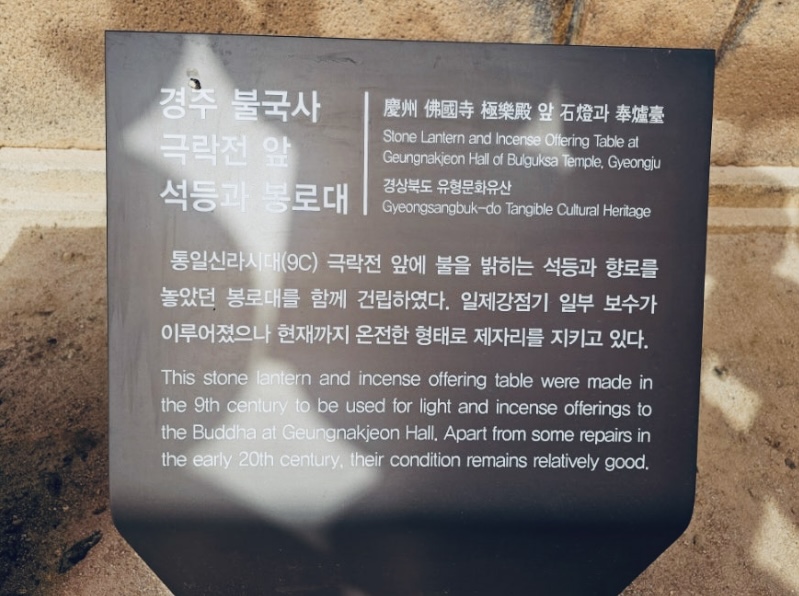 경주 불국사
극락전 앞
석등과 봉로대
慶州 佛國寺 極樂殿 앞 石燈과 奉爐臺
Stone Lantern and Incense Offering Table at
Geungnakjeon Hall of Bulguksa Temple, Gyeongju
경상북도 유형문화유산
Gyeongsangbuk-do Tangible Cultural Heritage
통일신라시대(9C) 극락전 앞에 불을 밝히는 석등과 향로를
놓았던 봉로대를 함께 건립하였다. 일제강점기 일부 보수가
이루어졌으나 현재까지 온전한 형태로 제자리를 지키고 있다.
This stone lantern and incense offering table were made in
the 9th century to be used for light and incense offerings to
the Buddha at Geungnakjeon Hall. Apart from some repairs in
the early 20th century, their condition remains relatively good.